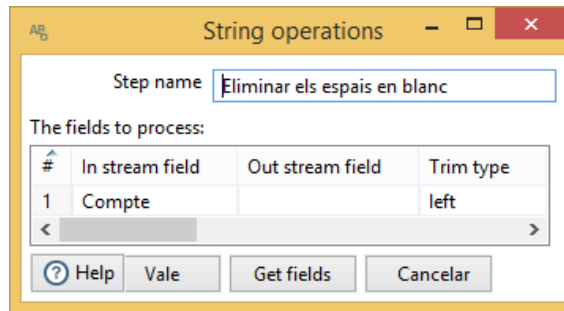 String operations
Step name Eliminar els espais en blanc
The fields to process:
# In stream field Out stream field Trim type
1 Compte left
Help Vale Get fields Cancelar